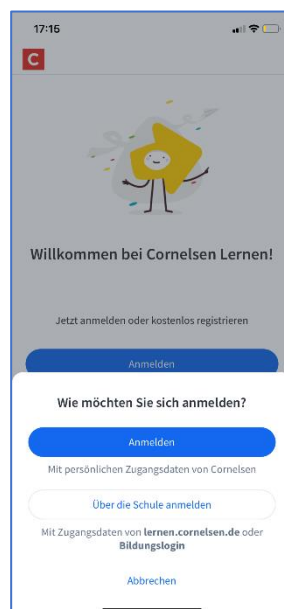 17:15
C
Willkommen bei Cornelsen Lernen!
Jetzt anmelden oder kostenlos registrieren
Anmelden
Wie möchten Sie sich anmelden?
Anmelden
Mit persönlichen Zugangsdaten von Cornelsen
Über die Schule anmelden
Mit Zugangsdaten von lernen.cornelsen.de oder
Bildungslogin
Abbrechen